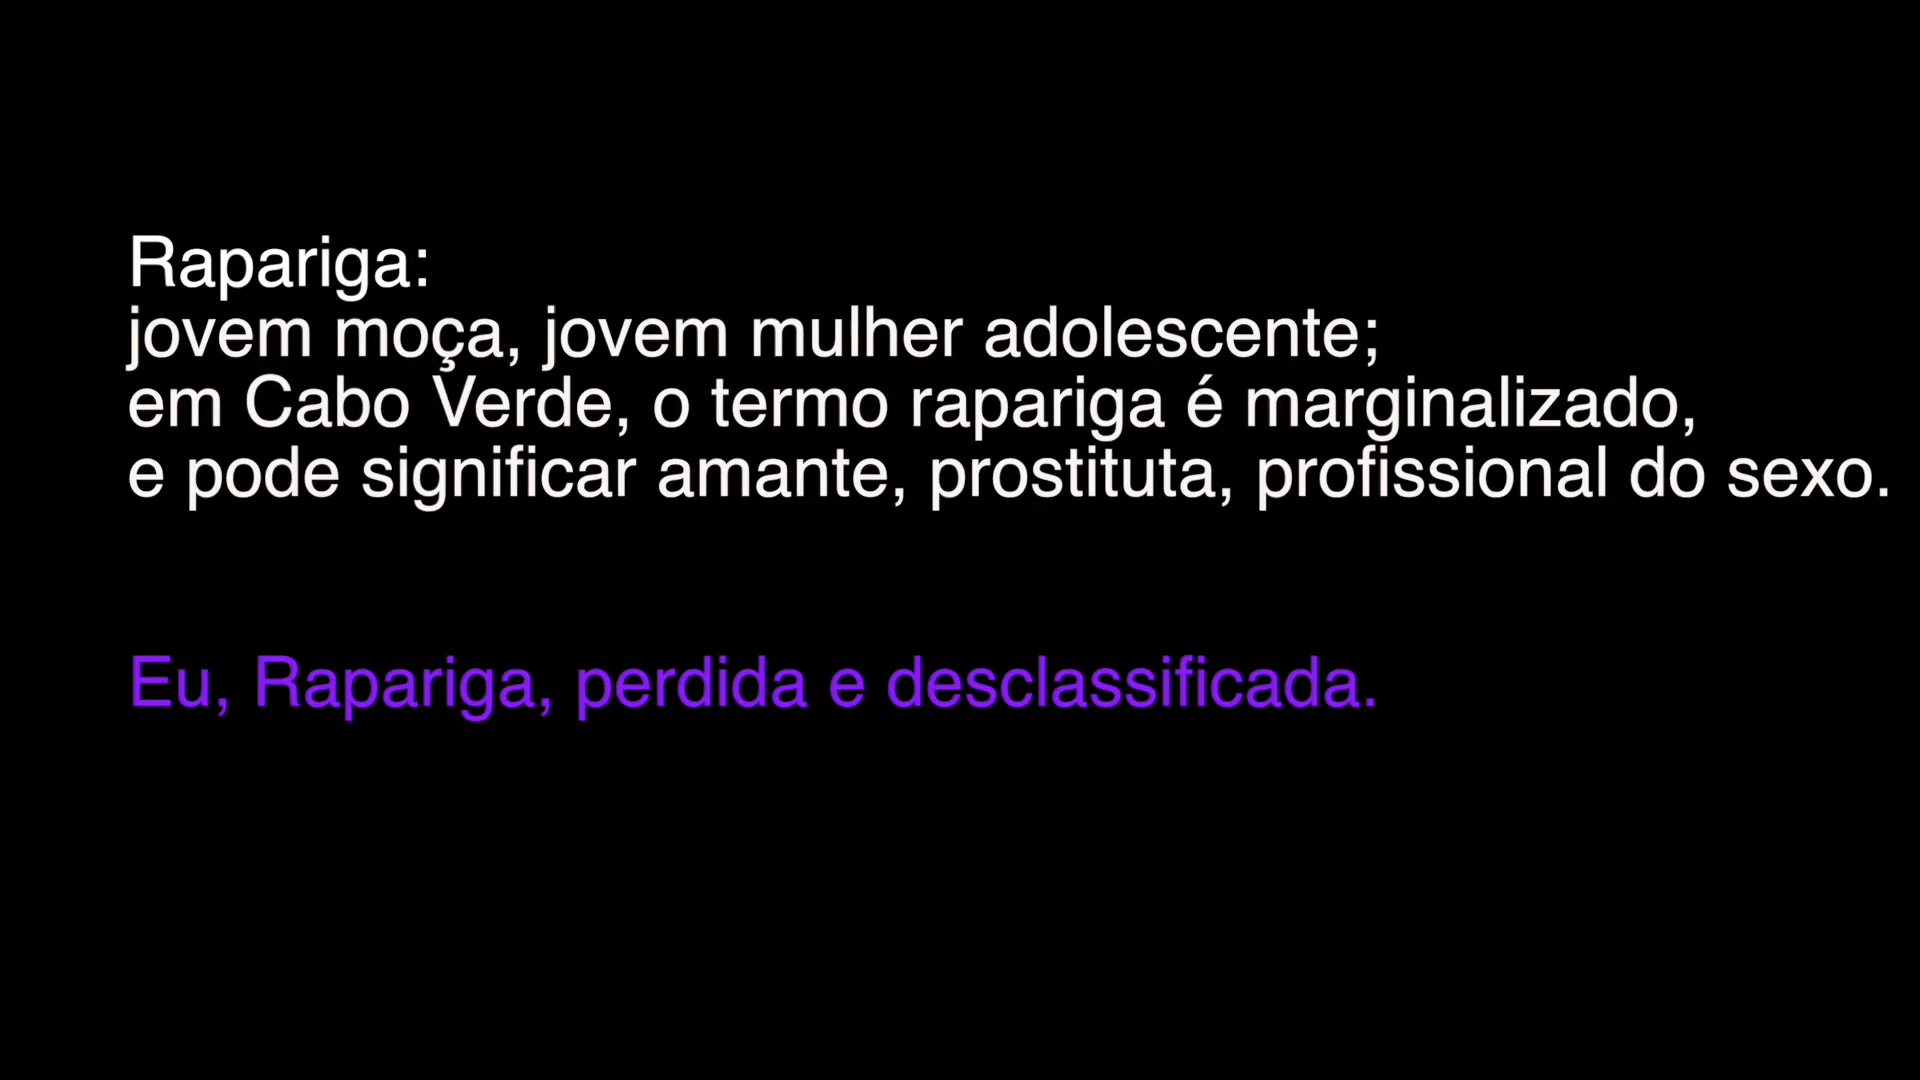 Rapariga:
jovem moça, jovem mulher adolescente;
em Cabo Verde, o termo rapariga é marginalizado,
e pode significar amante, prostituta, profissional do sexo.
Eu, Rapariga, perdida e desclassificada.